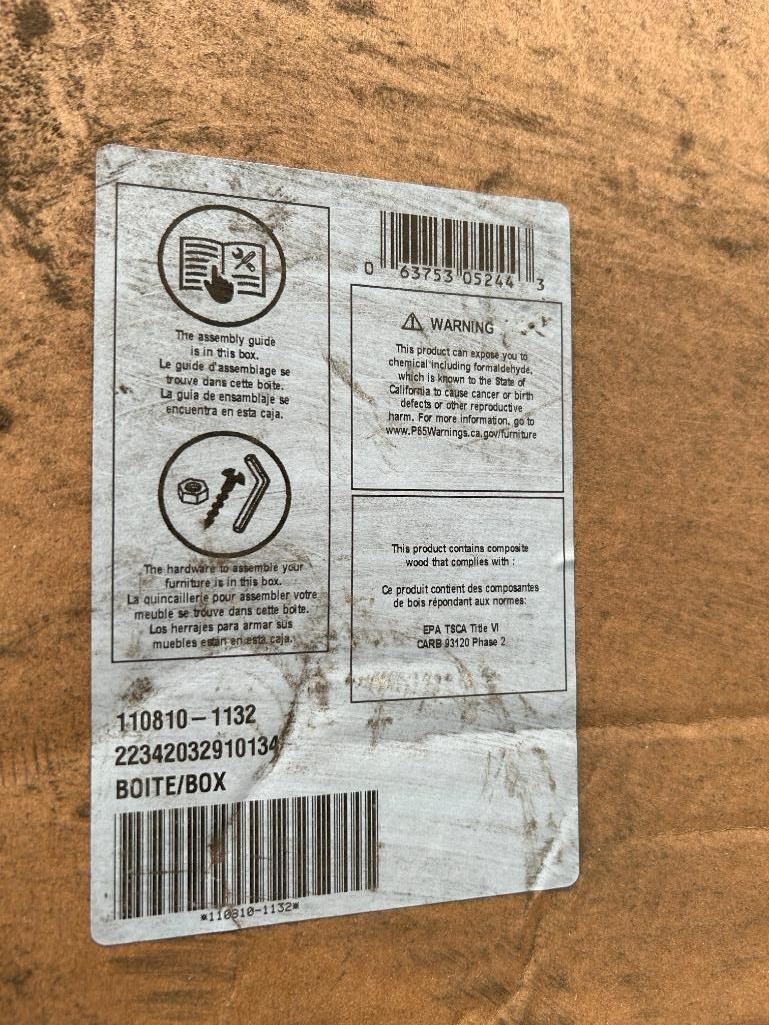 The assembly guide
is in this box.
Le guide d'assemblage se
trouve dans cette boîte.
La guía de ensamblaje se
encuentra en esta caja.
The hardware to assemble your
furniture is in this box.
La quincaillerie pour assembler votre
meuble se trouve dans cette boîte.
Los herrajes para armar sus
muebles están en esta caja.
0 63753 05244 3
WARNING
This product can expose you to
chemical including formaldehyde,
which is known to the State of
California to cause cancer or birth
defects or other reproductive
harm. For more information, go to
www.P65Warnings.ca.gov/furniture
This product contains composite
wood that complies with :
Ce produit contient des composantes
de bois répondant aux normes:
EPA TSCA Title VI
CARB 93120 Phase 2
110810-1132
22342032910134
BOITE/BOX
*110810-1132*